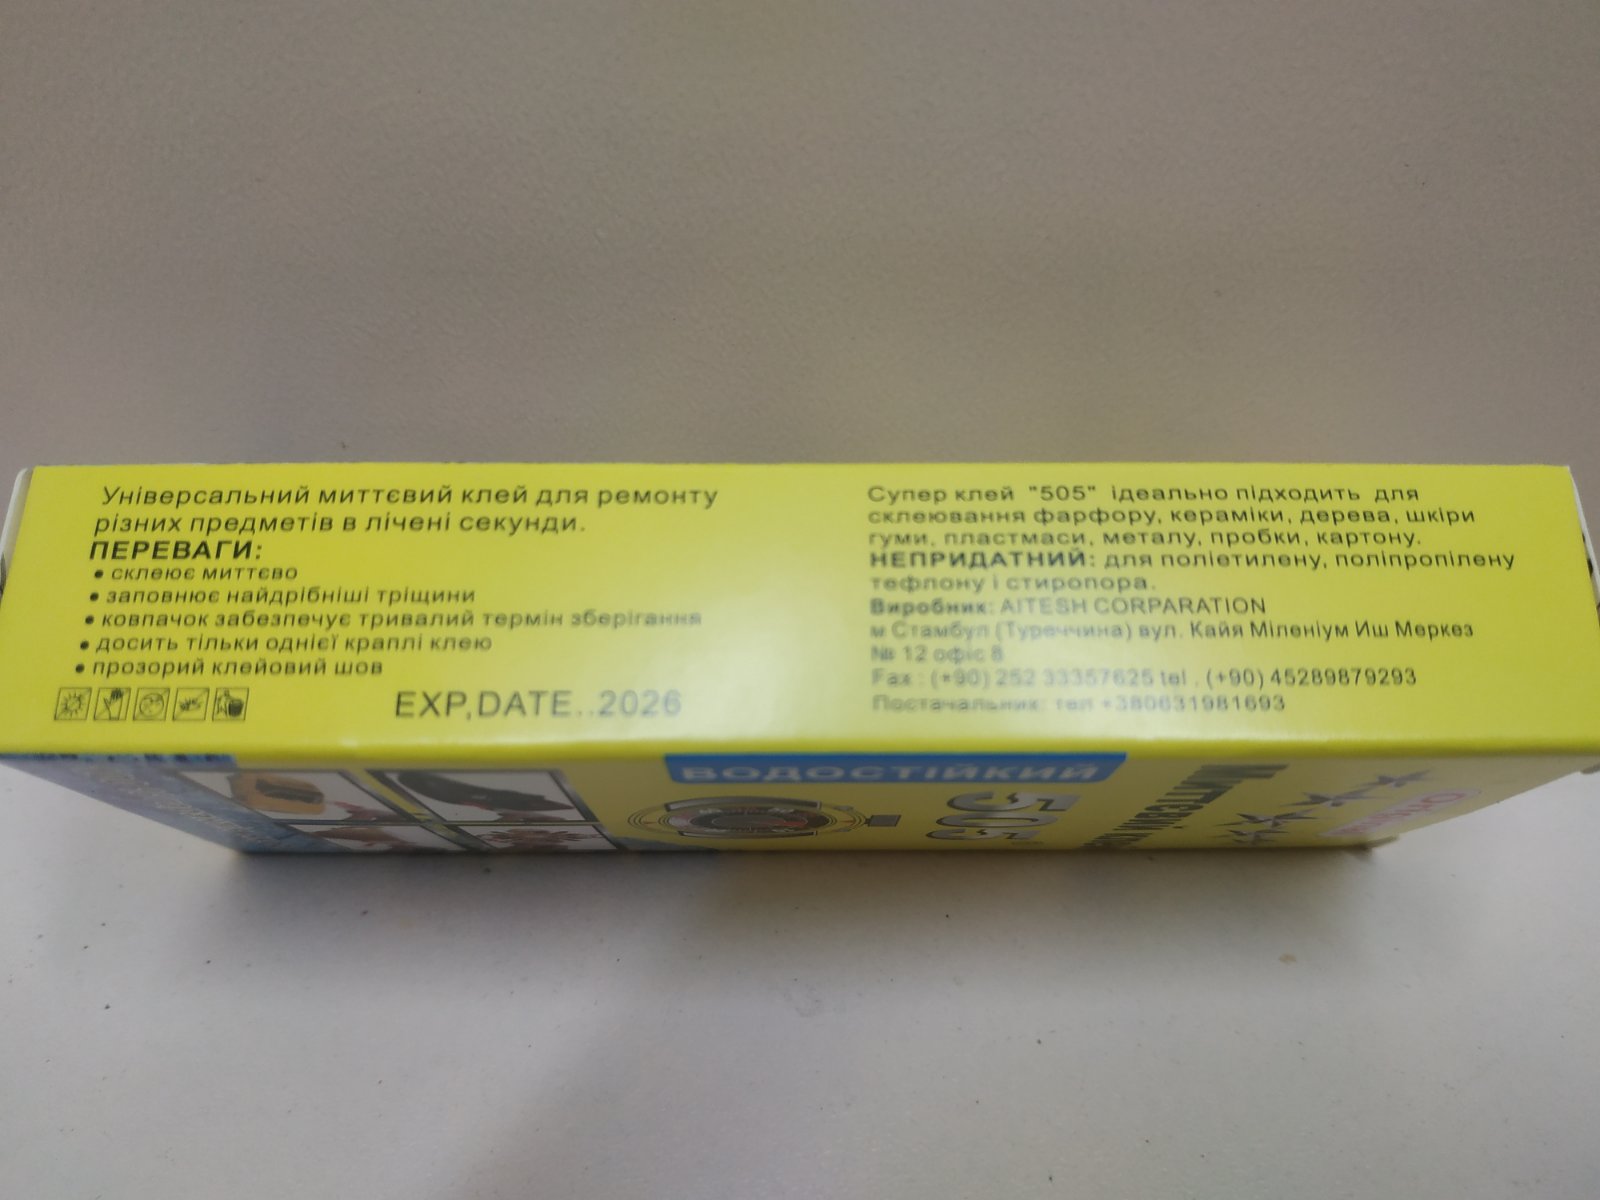 Універсальний миттєвий клей для ремонту
різних предметів в лічені секунди.
ПЕРЕВАГИ:
• склеює миттєво
• заповнює найдрібніші тріщини
• ковпачок забезпечує тривалий термін зберігання
• досить тільки однієї краплі клею
• прозорий клейовий шов
EXP,DATE..2026
Супер клей "505" ідеально підходить для
склеювання фарфору, кераміки, дерева, шкіри
гуми, пластмаси, металу, пробки, картону.
НЕПРИДАТНИЙ: для поліетилену, поліпропілену
тефлону і стиропора.
Виробник: AITESH CORPARATION
м Стамбул (Туреччина) вул. Кайя Міленіум Иш Меркез
№ 12 офіс 8
Fax : (+90) 252 33357625 tel . (+90) 45289879293
Постачальник: тел +380631981693
ВОДОСТІЙКИЙ
505
Миттєвий